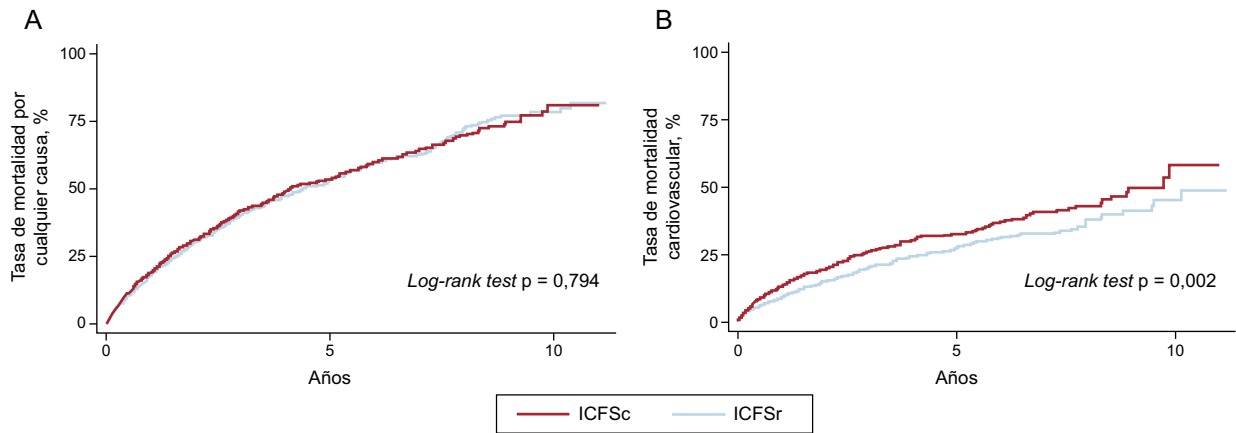 A
Tasa de mortalidad por
cualquier causa, %
100
75
50
25
0
Log-rank test p = 0,794
0
5
10
Años
B
Tasa de mortalidad
cardiovascular, %
100
75
50
25
0
Log-rank test p = 0,002
0
5
10
Años
ICFSc
ICFSr